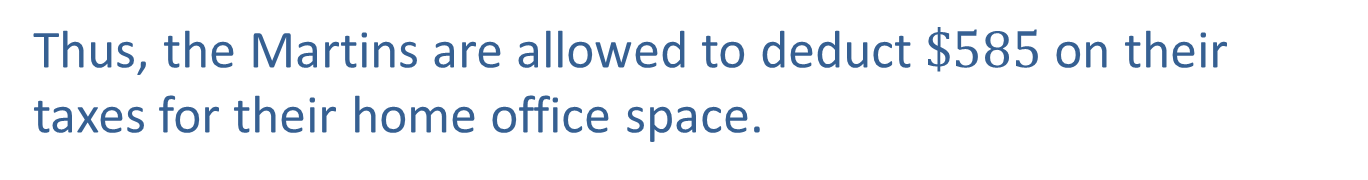 Thus, the Martins are allowed to deduct $585 on their
taxes for their home office space.